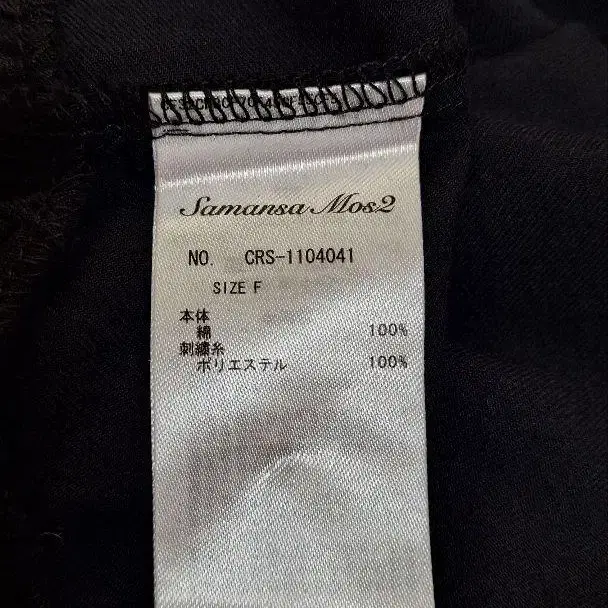 Samansa Mos2
NO. CRS-1104041
SIZE F
本体
綿 100%
刺繍糸
ポリエステル 100%